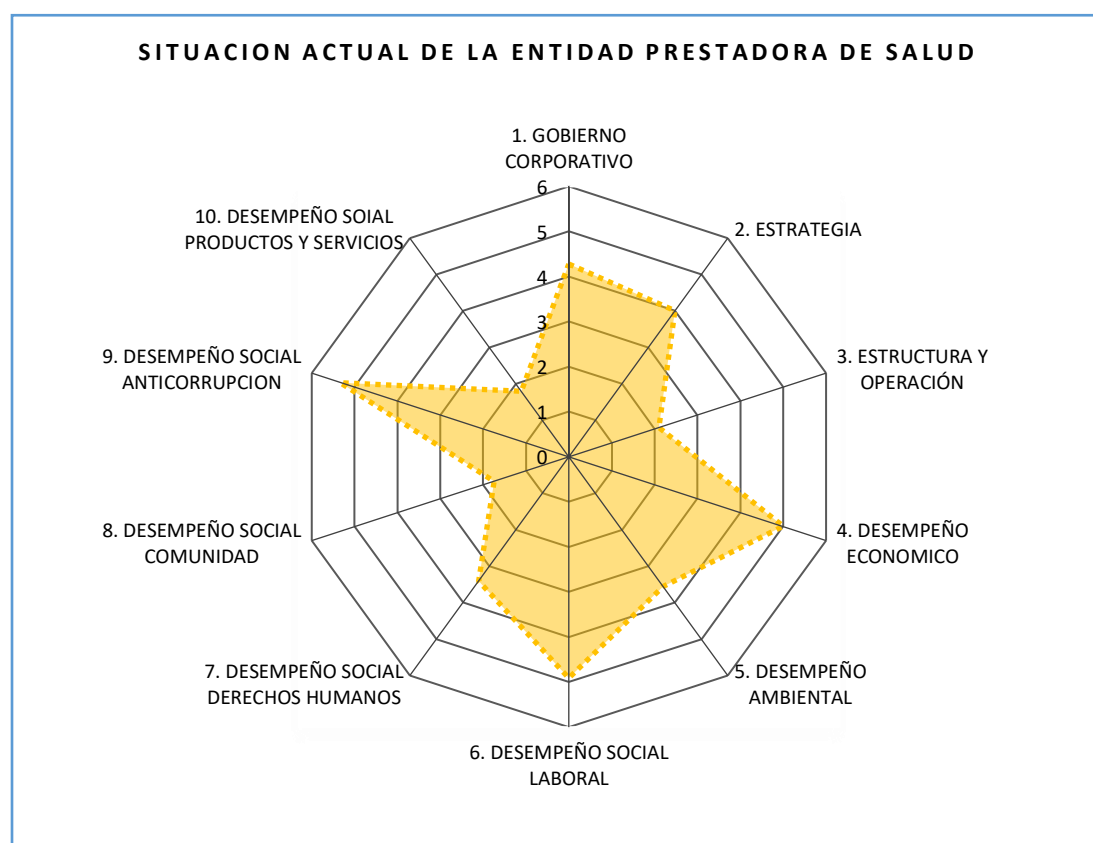 SITUACION ACTUAL DE LA ENTIDAD PRESTADORA DE SALUD
1. GOBIERNO
CORPORATIVO
2. ESTRATEGIA
3. ESTRUCTURA Y
OPERACIÓN
4. DESEMPEÑO
ECONOMICO
5. DESEMPEÑO
AMBIENTAL
6. DESEMPEÑO SOCIAL
LABORAL
7. DESEMPEÑO SOCIAL
DERECHOS HUMANOS
8. DESEMPEÑO SOCIAL
COMUNIDAD
9. DESEMPEÑO SOCIAL
ANTICORRUPCION
10. DESEMPEÑO SOIAL
PRODUCTOS Y SERVICIOS
6
5
4
3
2
1
0